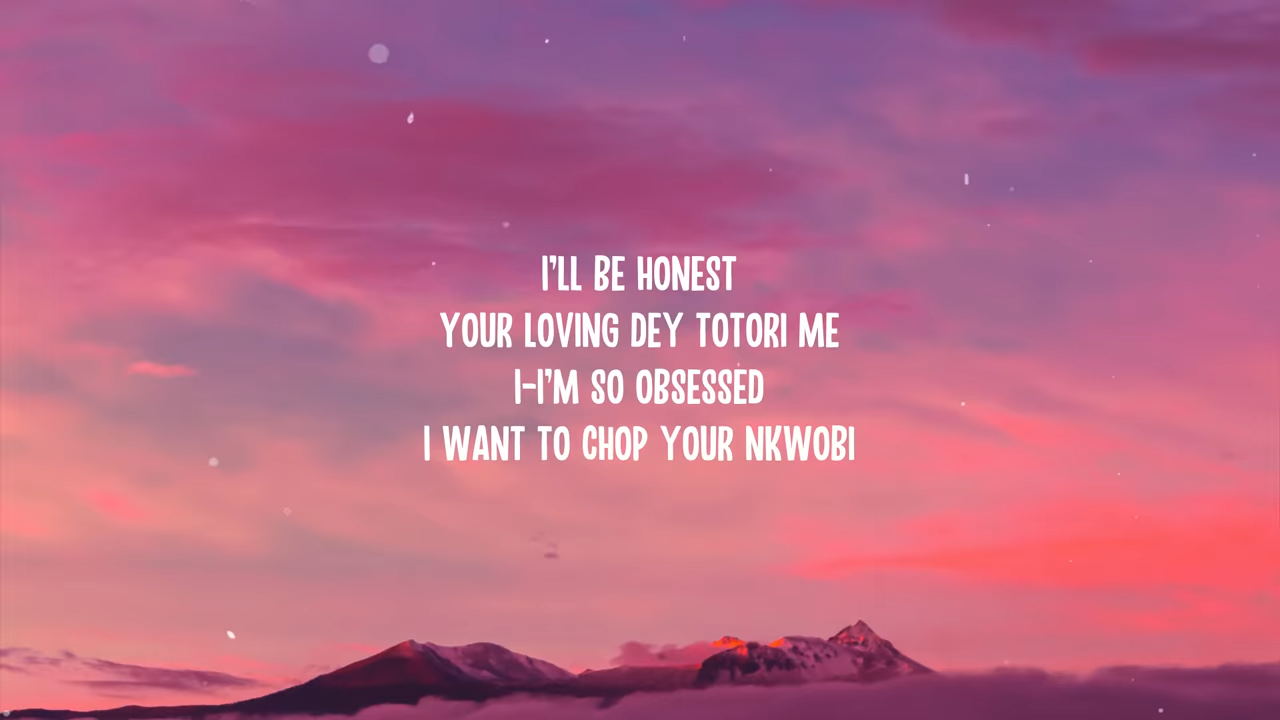 I'LL BE HONEST
YOUR LOVING DEY TOTORI ME
I-I'M SO OBSESSED
I WANT TO CHOP YOUR NKWOBI